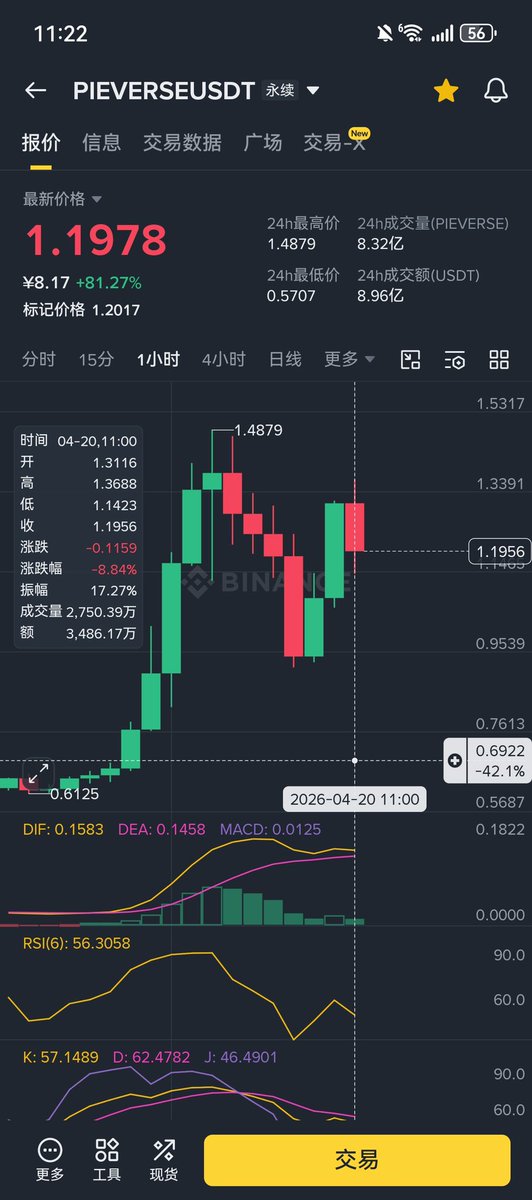 11:22
6
56
PIEVERSEUSDT 永续
报价 信息 交易数据 广场 交易-X New
最新价格
1.1978
¥8.17 +81.27%
标记价格 1.2017
24h最高价 24h成交量(PIEVERSE)
1.4879 8.32亿
24h最低价 24h成交额(USDT)
0.5707 8.96亿
分时 15分 1小时 4小时 日线 更多
1.5317
1.4879
时间 04-20,11:00
开 1.3116
高 1.3688
低 1.1423
收 1.1956
涨跌 -0.1159
涨跌幅 -8.84%
振幅 17.27%
成交量 2,750.39万
额 3,486.17万
1.3391
1.1956
BINANCE
0.9539
0.7613
0.6922
-42.1%
0.6125
2026-04-20 11:00
0.5687
DIF: 0.1583 DEA: 0.1458 MACD: 0.0125
0.1822
0.0000
RSI(6): 56.3058
90.0
60.0
K: 57.1489 D: 62.4782 J: 46.4901
90.0
60.0
更多 工具 现货 交易